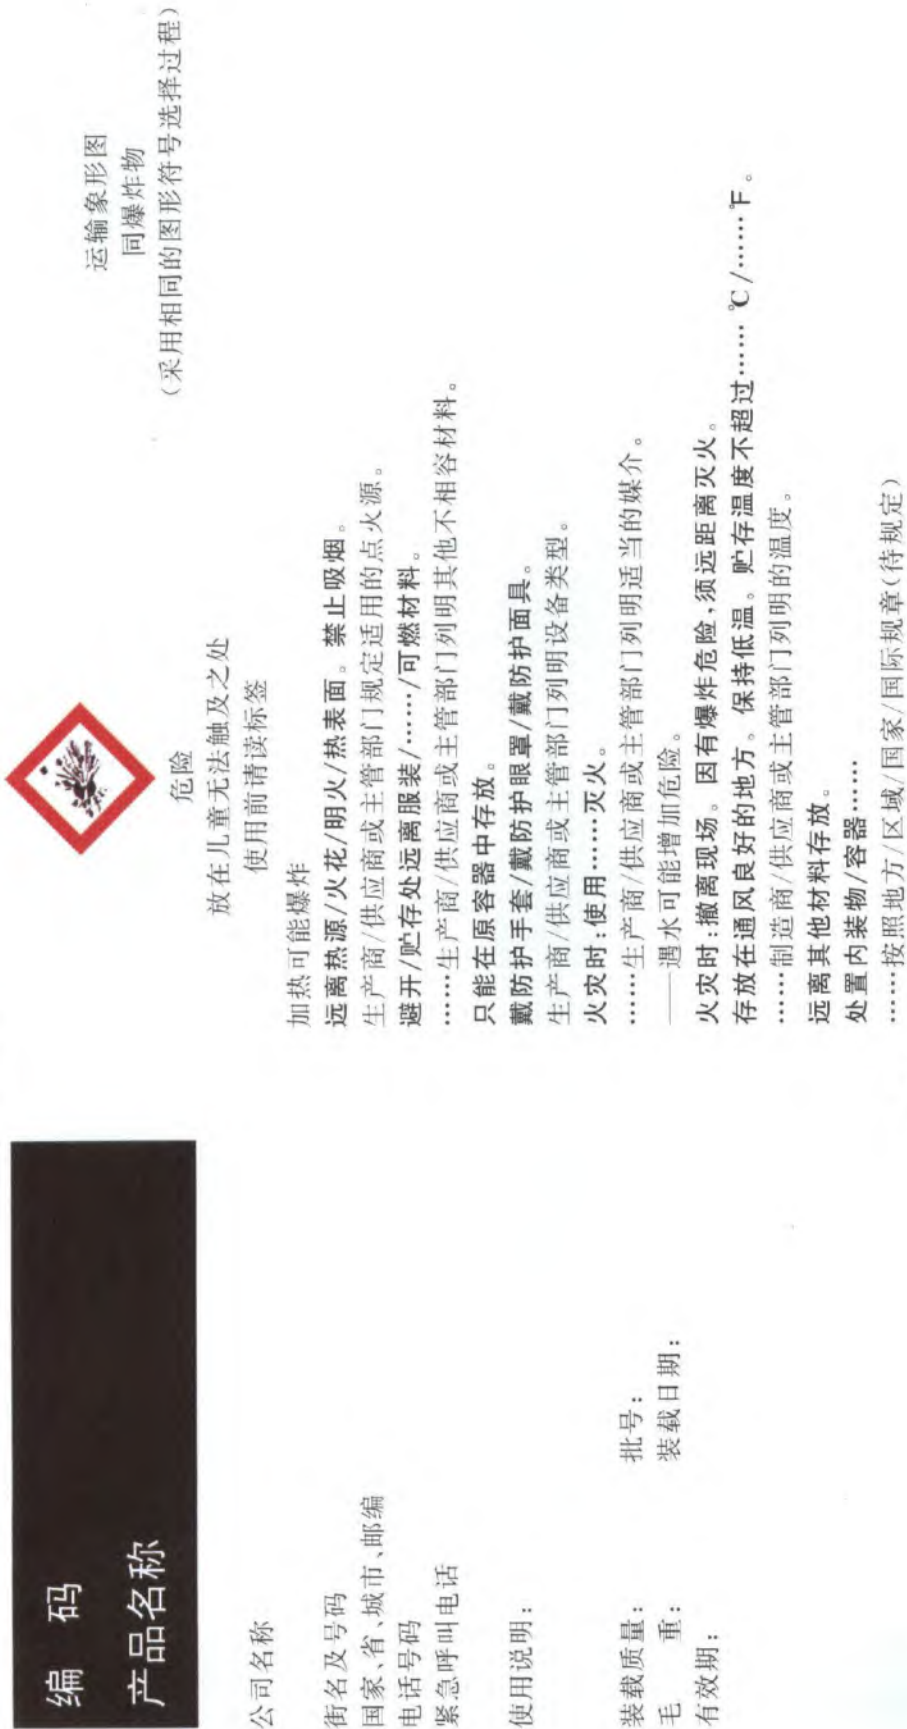 编 码
产品名称
公司名称
街名及号码
国家、省、城市、邮编
电话号码
紧急呼叫电话
使用说明：
装载质量： 批号：
毛 重： 装载日期：
有效期：
危险
放在儿童无法触及之处
使用前请读标签
加热可能爆炸
远离热源/火花/明火/热表面。禁止吸烟。
生产商/供应商或主管部门规定适用的点火源。
避开/贮存处远离服装/……/可燃材料。
……生产商/供应商或主管部门列明其他不相容材料。
只能在原容器中存放。
戴防护手套/戴防护眼罩/戴防护面具。
生产商/供应商或主管部门列明设备类型。
火灾时:使用……灭火。
……生产商/供应商或主管部门列明适当的媒介。
——遇水可能增加危险。
火灾时:撤离现场。因有爆炸危险,须远距离灭火。
存放在通风良好的地方。保持低温。贮存温度不超过……℃/……℉。
……制造商/供应商或主管部门列明的温度。
远离其他材料存放。
处置内装物/容器……
……按照地方/区域/国家/国际规章(待规定)
运输象形图
同爆炸物
(采用相同的图形符号选择过程)